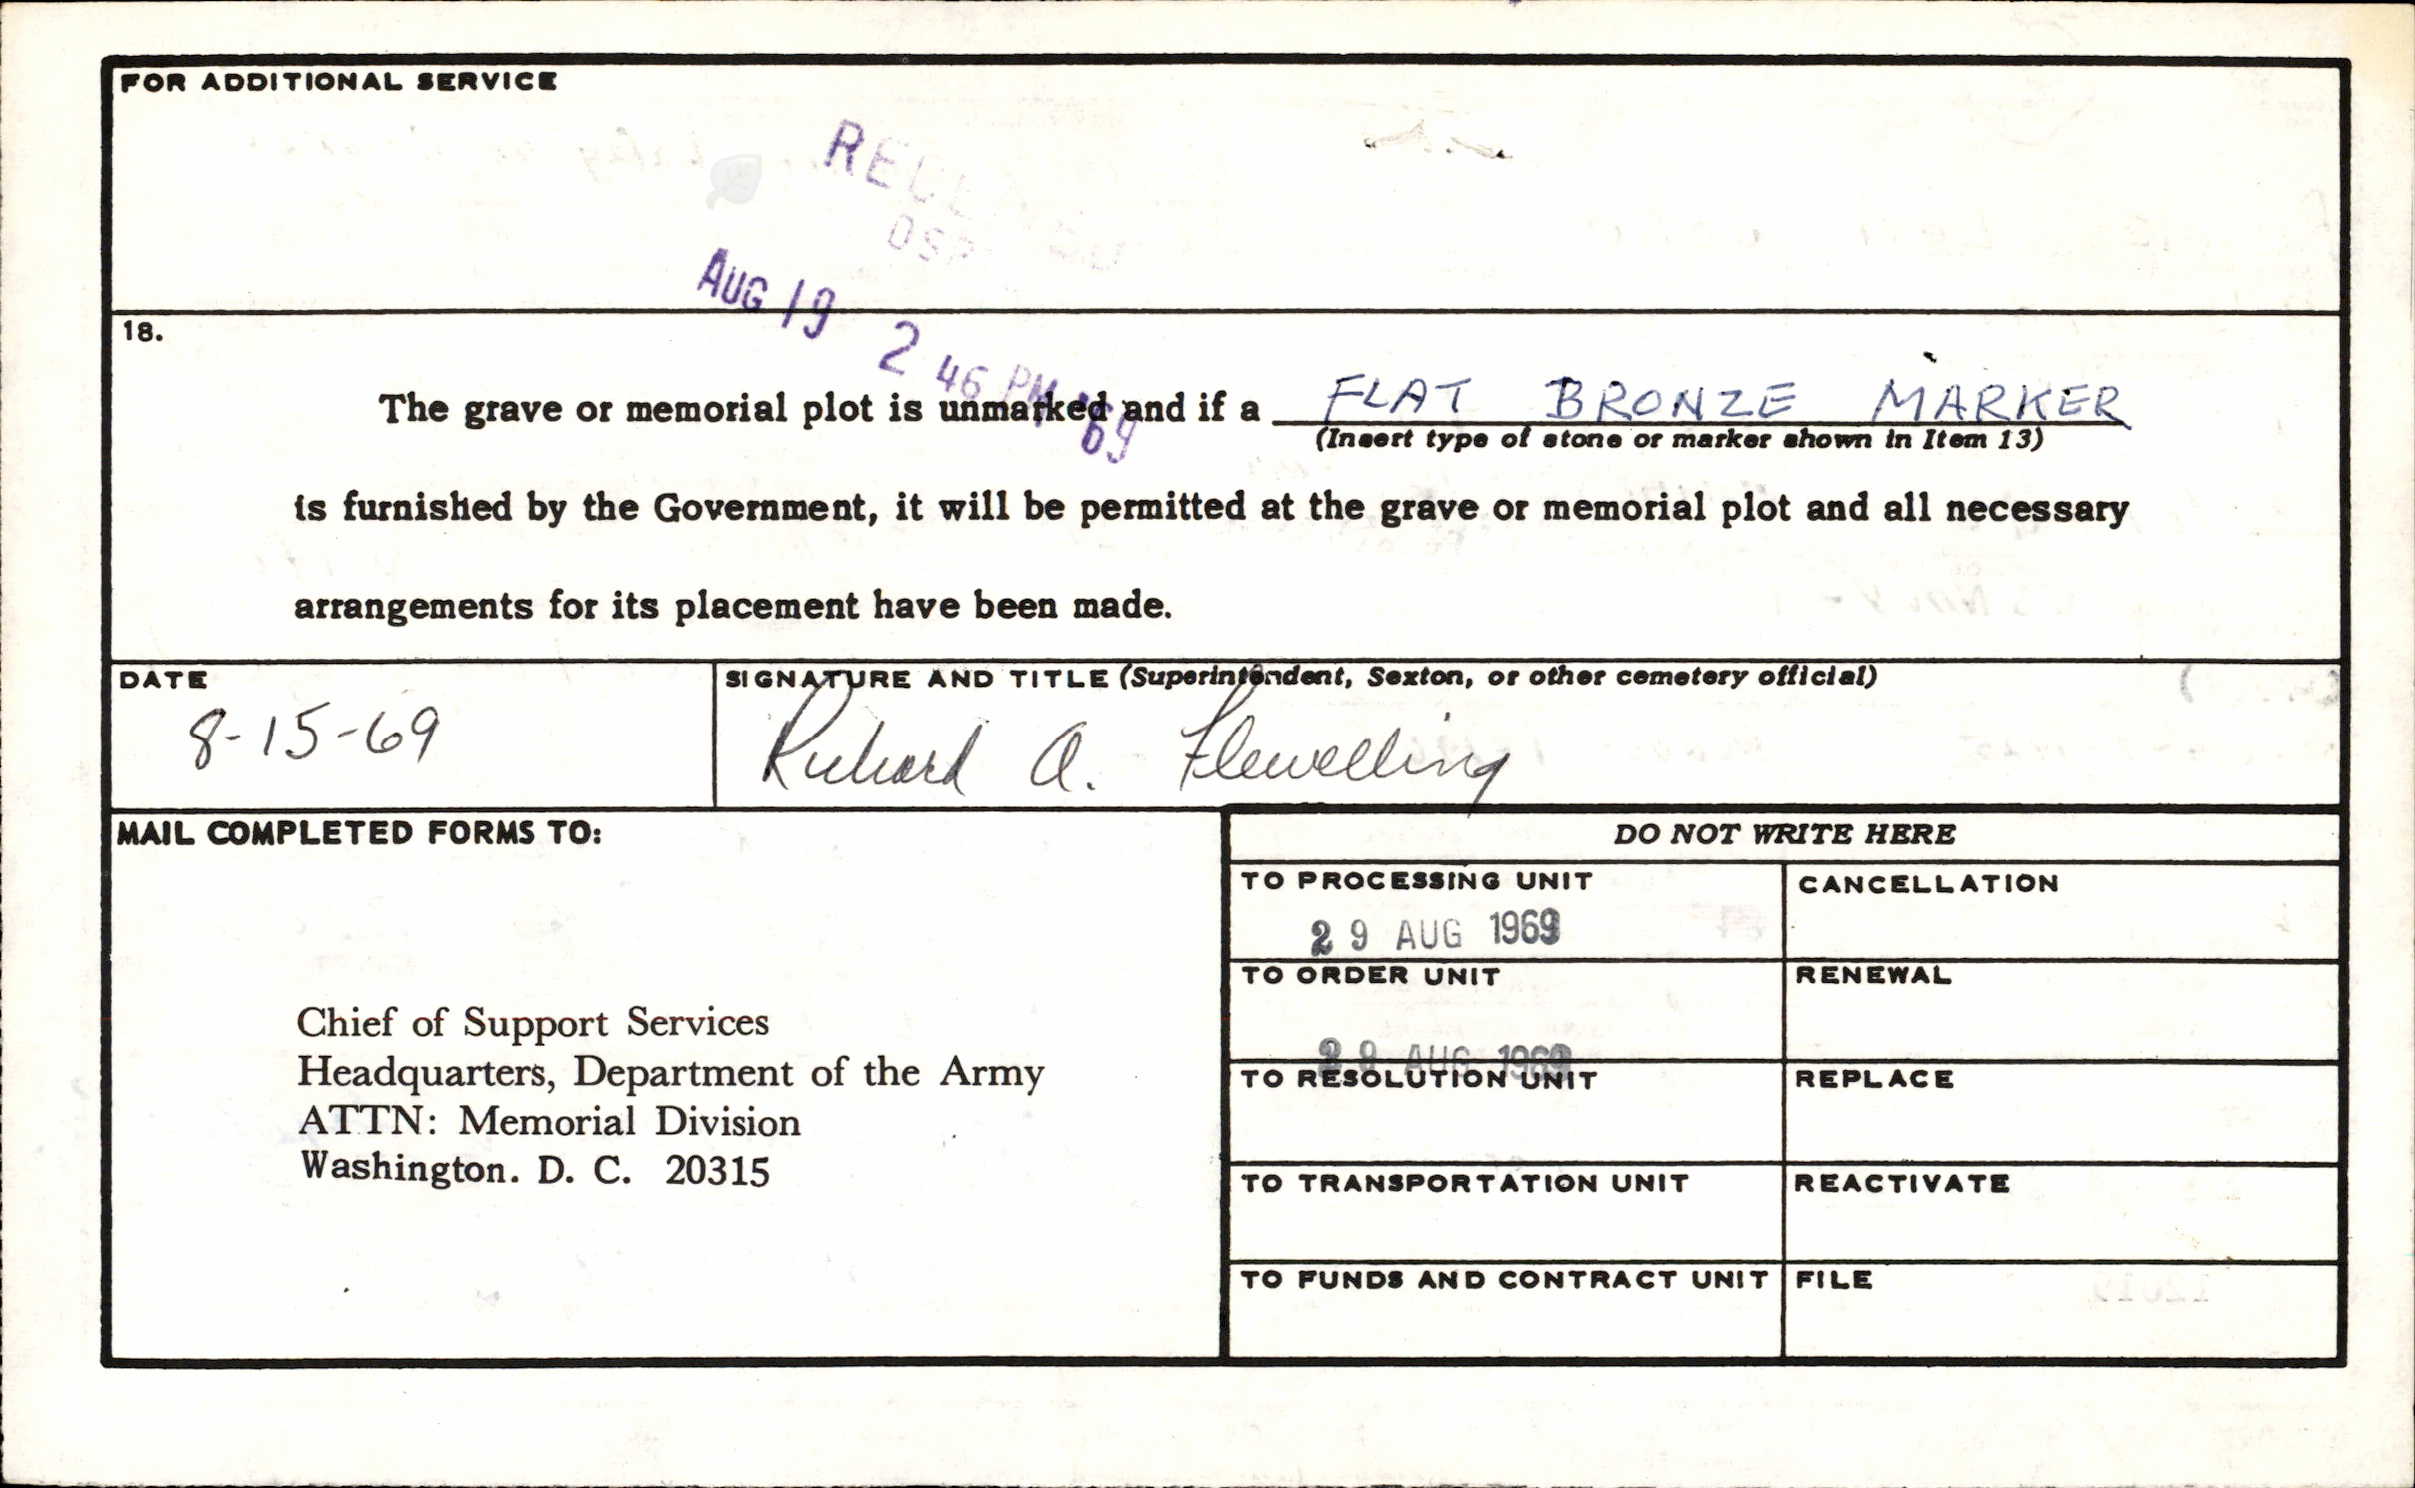 FOR ADDITIONAL SERVICE
AUG 19 2 46 PM '69
18.
The grave or memorial plot is unmarked and if a FLAT BRONZE MARKER
(Insert type of stone or marker shown in Item 13)
is furnished by the Government, it will be permitted at the grave or memorial plot and all necessary
arrangements for its placement have been made.
DATE
8-15-69
SIGNATURE AND TITLE (Superintendent, Sexton, or other cemetery official)
Richard A. Flewelling
MAIL COMPLETED FORMS TO:
Chief of Support Services
Headquarters, Department of the Army
ATTN: Memorial Division
Washington. D. C. 20315
DO NOT WRITE HERE
TO PROCESSING UNIT
29 AUG 1969
CANCELLATION
TO ORDER UNIT
RENEWAL
AUG 1969
TO RESOLUTION UNIT
REPLACE
TO TRANSPORTATION UNIT
REACTIVATE
TO FUNDS AND CONTRACT UNIT
FILE